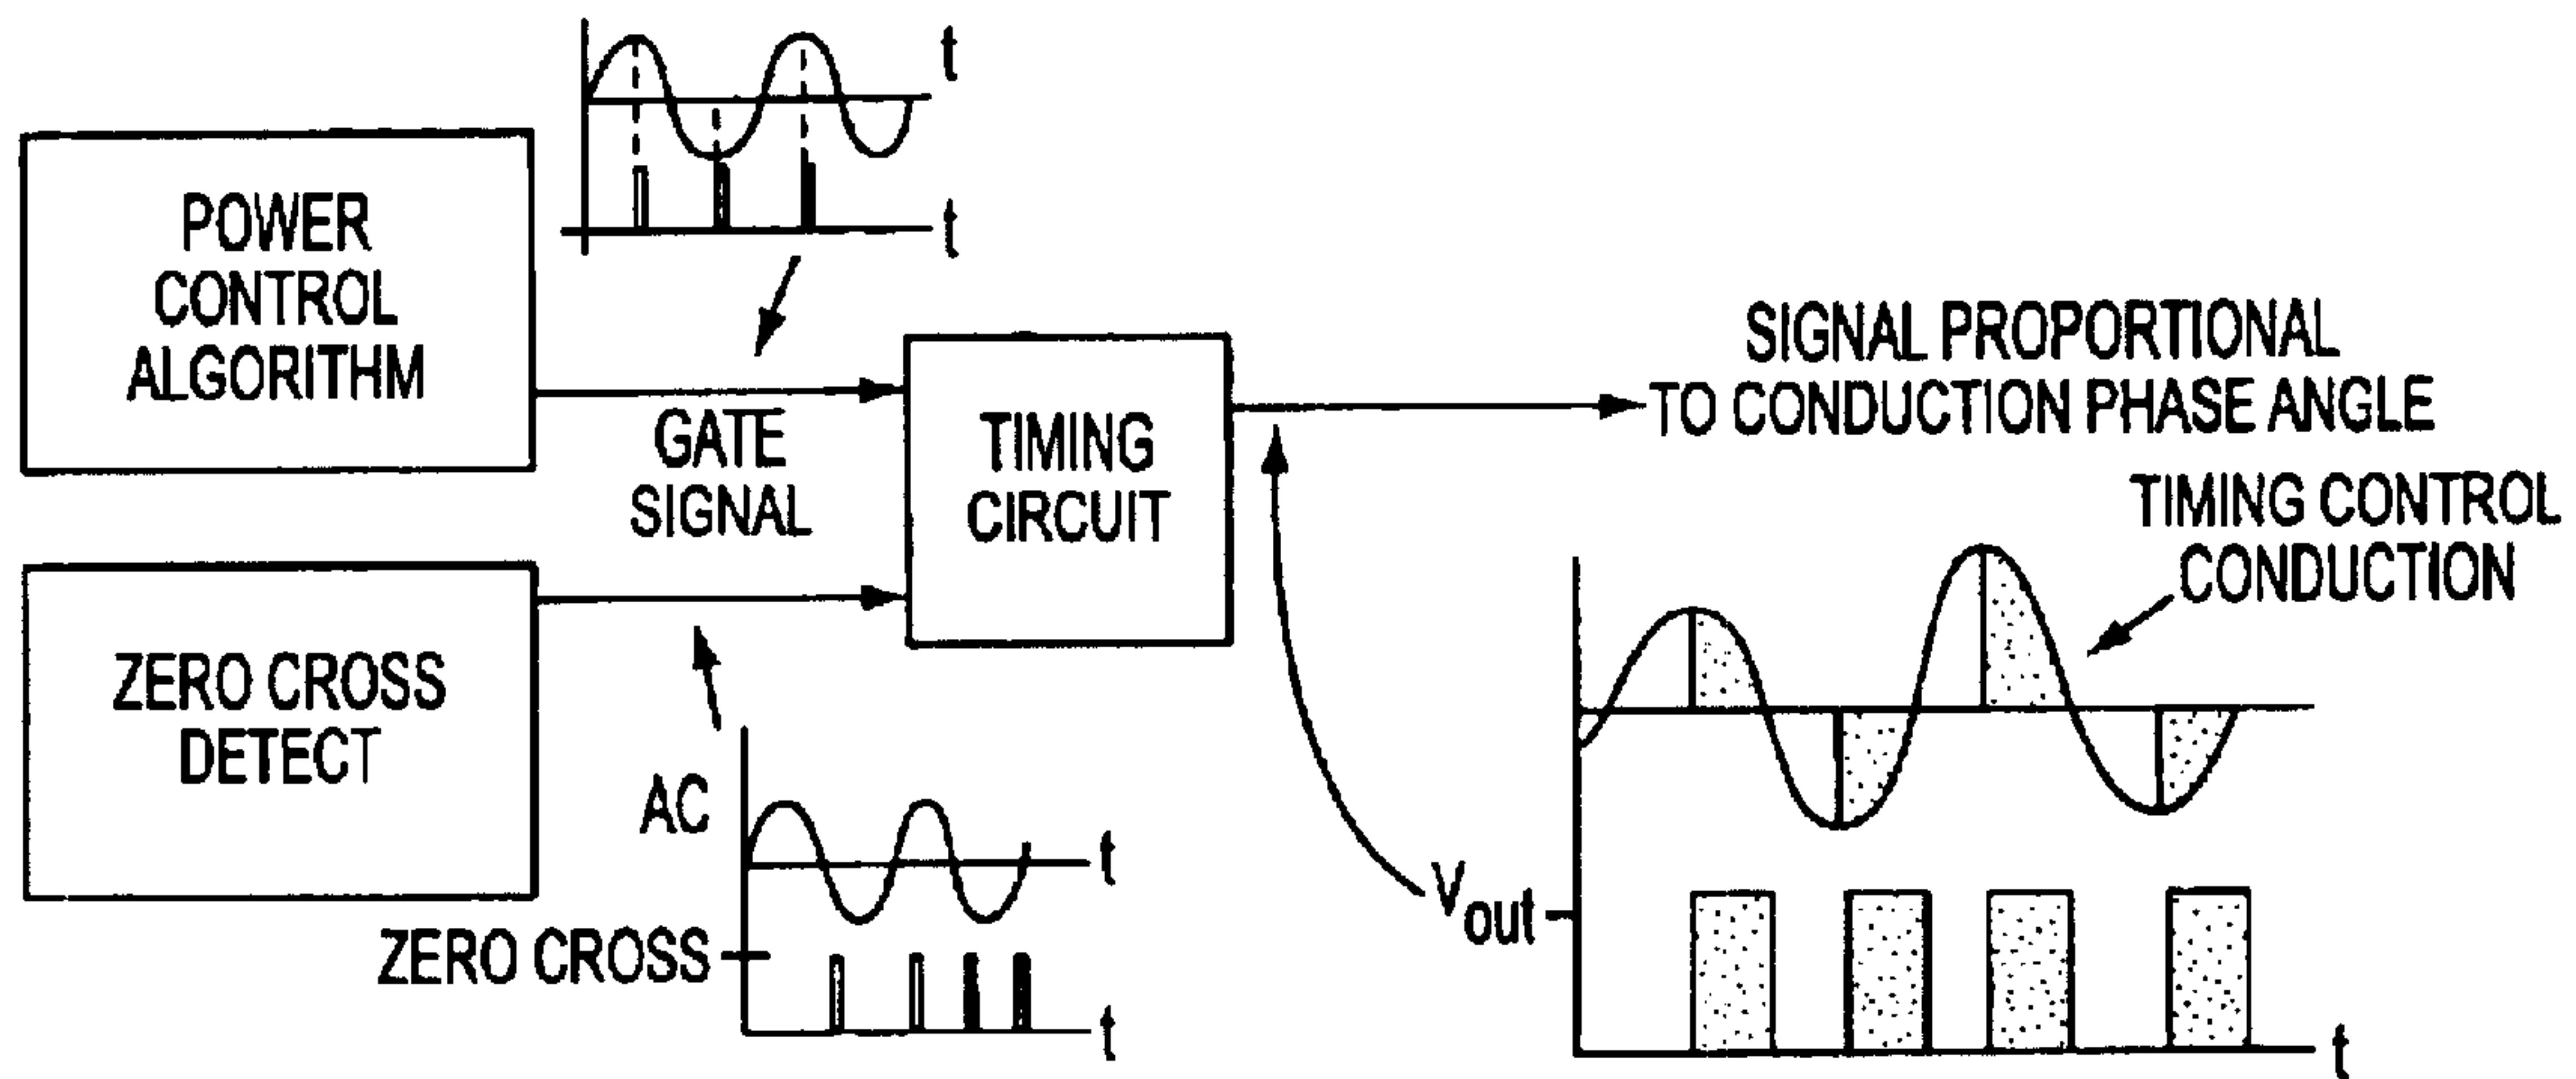 t
t
POWER
CONTROL
ALGORITHM
GATE
SIGNAL
TIMING
CIRCUIT
SIGNAL PROPORTIONAL
TO CONDUCTION PHASE ANGLE
TIMING CONTROL
CONDUCTION
ZERO CROSS
DETECT
AC
t
ZERO CROSS
t
Vout
t